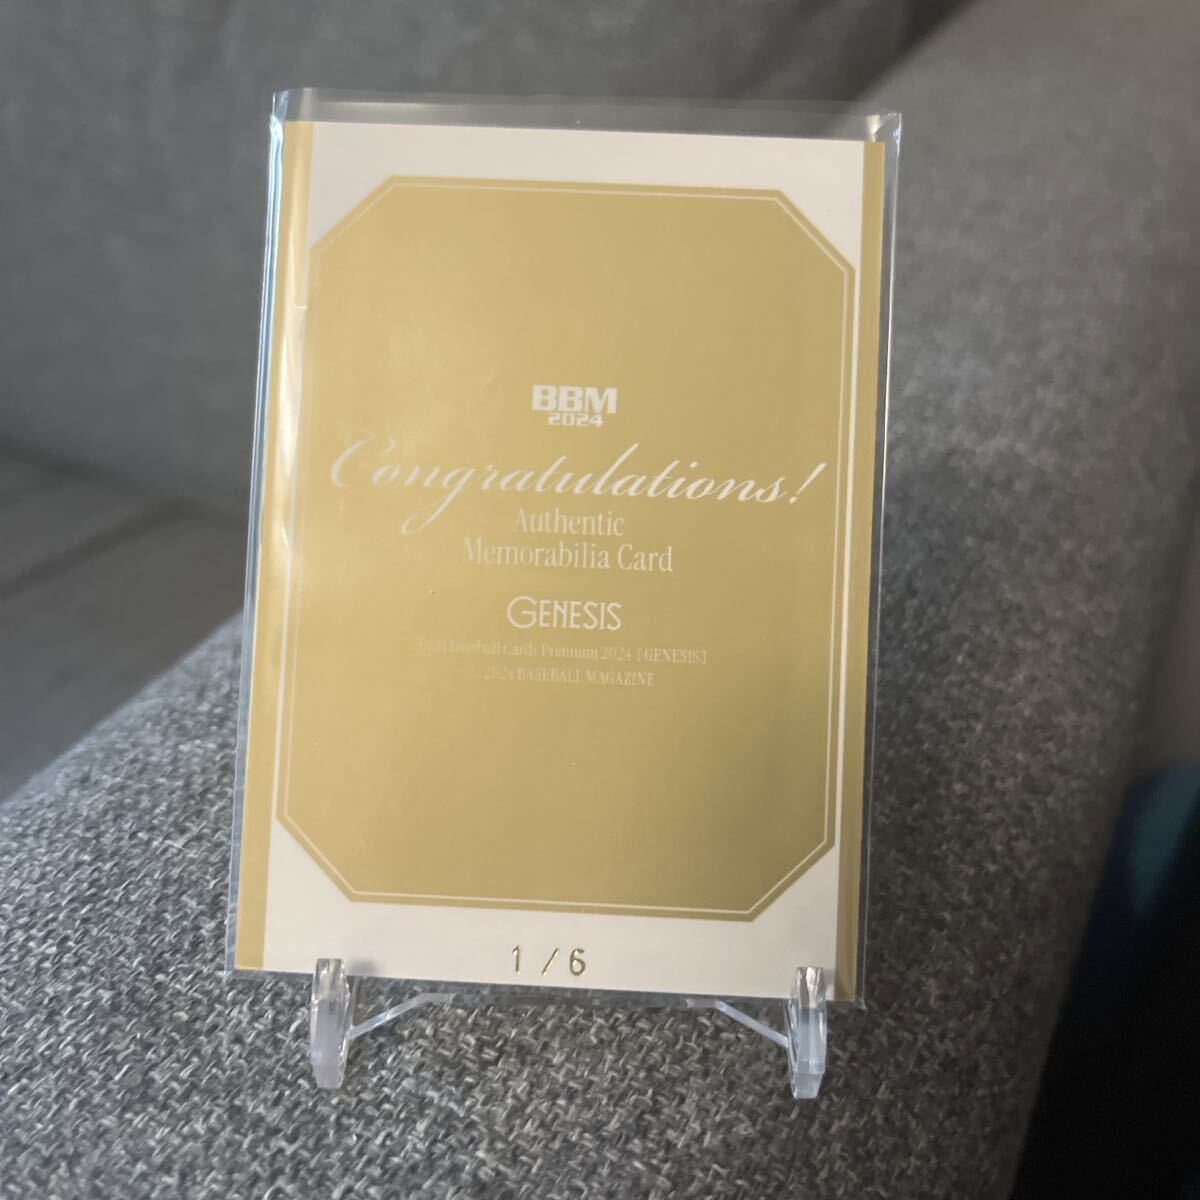 BBM
2024
Congratulations!
Authentic
Memorabilia Card
GENESIS
BBM Baseball Cards Premium 2024 [ GENESIS ]
2024 BASEBALL MAGAZINE
1 / 6